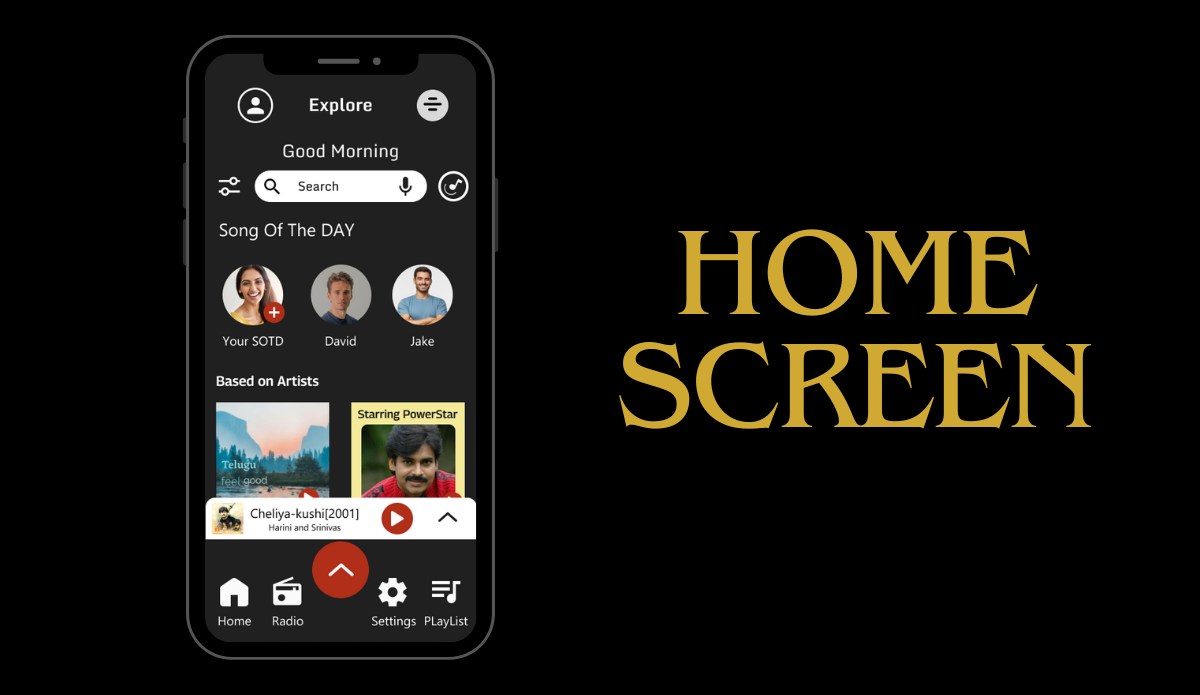 Explore
Good Morning
Search
Song Of The DAY
Your SOTD David Jake
Based on Artists
Starring PowerStar
Telugu
feel good
Cheliya-kushi[2001]
Harini and Srinivas
Home Radio Settings PLayList
HOME
SCREEN